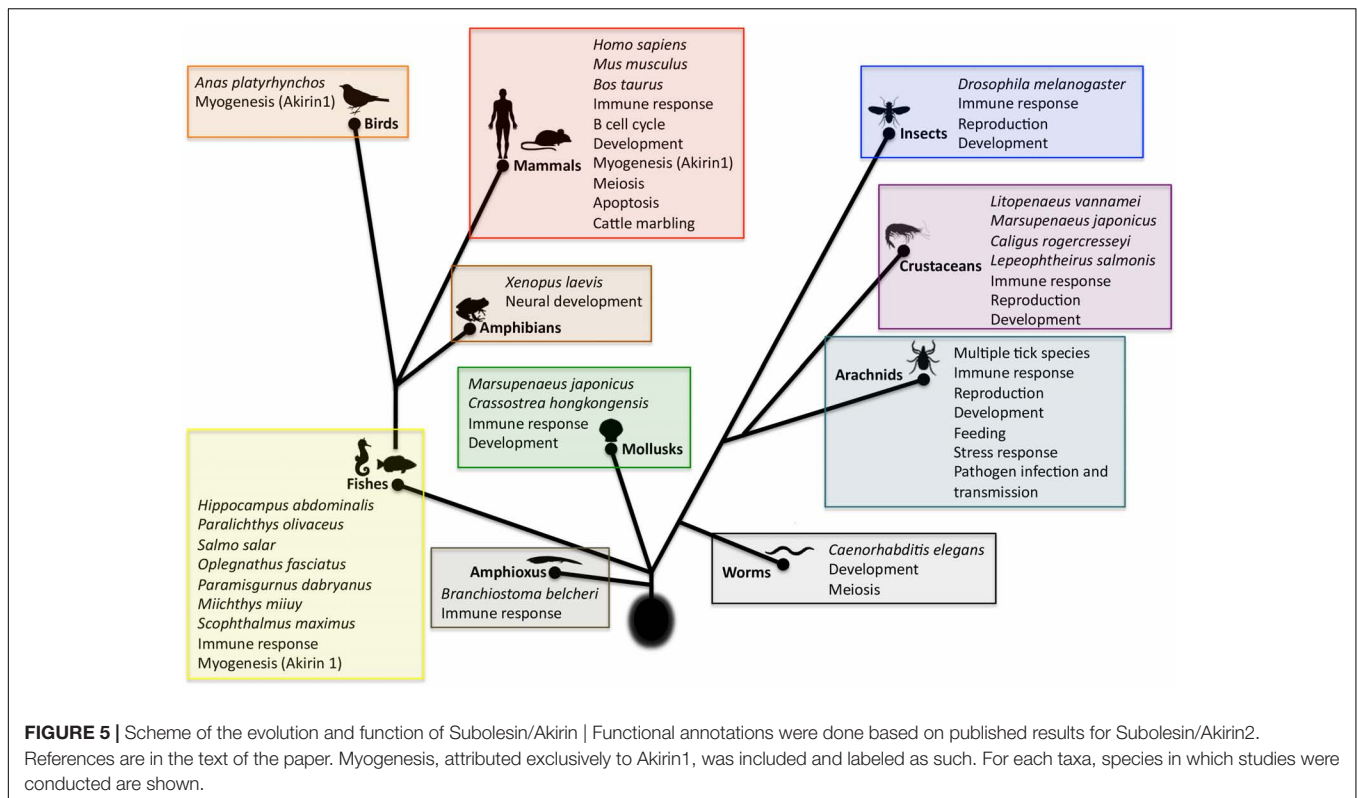 Anas platyrhynchos
Myogenesis (Akirin1)
Birds
Homo sapiens
Mus musculus
Bos taurus
Immune response
B cell cycle
Development
Myogenesis (Akirin1)
Meiosis
Apoptosis
Cattle marbling
Mammals
Drosophila melanogaster
Immune response
Reproduction
Development
Insects
Litopenaeus vannamei
Marsupenaeus japonicus
Caligus rogercresseyi
Lepeophtheirus salmonis
Immune response
Reproduction
Development
Crustaceans
Xenopus laevis
Neural development
Amphibians
Multiple tick species
Immune response
Reproduction
Development
Feeding
Stress response
Pathogen infection and
transmission
Arachnids
Marsupenaeus japonicus
Crassostrea hongkongensis
Immune response
Development
Mollusks
Fishes
Hippocampus abdominalis
Paralichthys olivaceus
Salmo salar
Oplegnathus fasciatus
Paramisgurnus dabryanus
Miichthys miiuy
Scophthalmus maximus
Immune response
Myogenesis (Akirin 1)
Amphioxus
Branchiostoma belcheri
Immune response
Worms
Caenorhabditis elegans
Development
Meiosis
FIGURE 5 | Scheme of the evolution and function of Subolesin/Akirin | Functional annotations were done based on published results for Subolesin/Akirin2.
References are in the text of the paper. Myogenesis, attributed exclusively to Akirin1, was included and labeled as such. For each taxa, species in which studies were
conducted are shown.